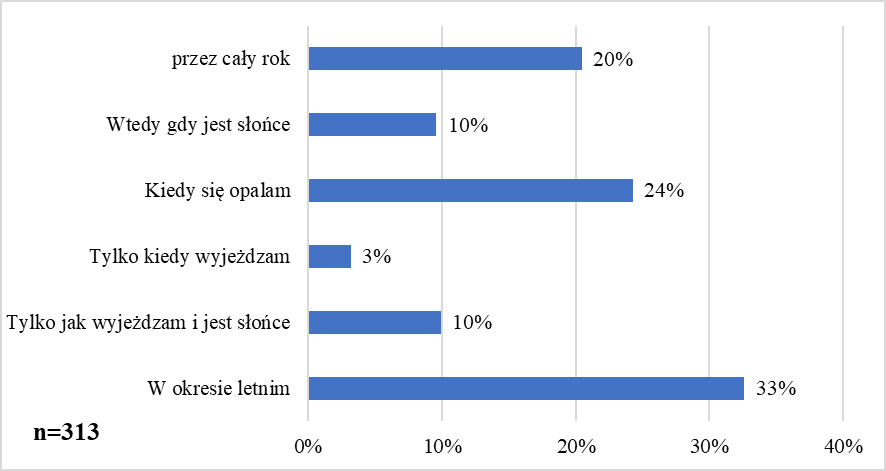 przez cały rok 20%
Wtedy gdy jest słońce 10%
Kiedy się opalam 24%
Tylko kiedy wyjeżdzam 3%
Tylko jak wyjeżdzam i jest słońce 10%
W okresie letnim 33%
n=313
0% 10% 20% 30% 40%